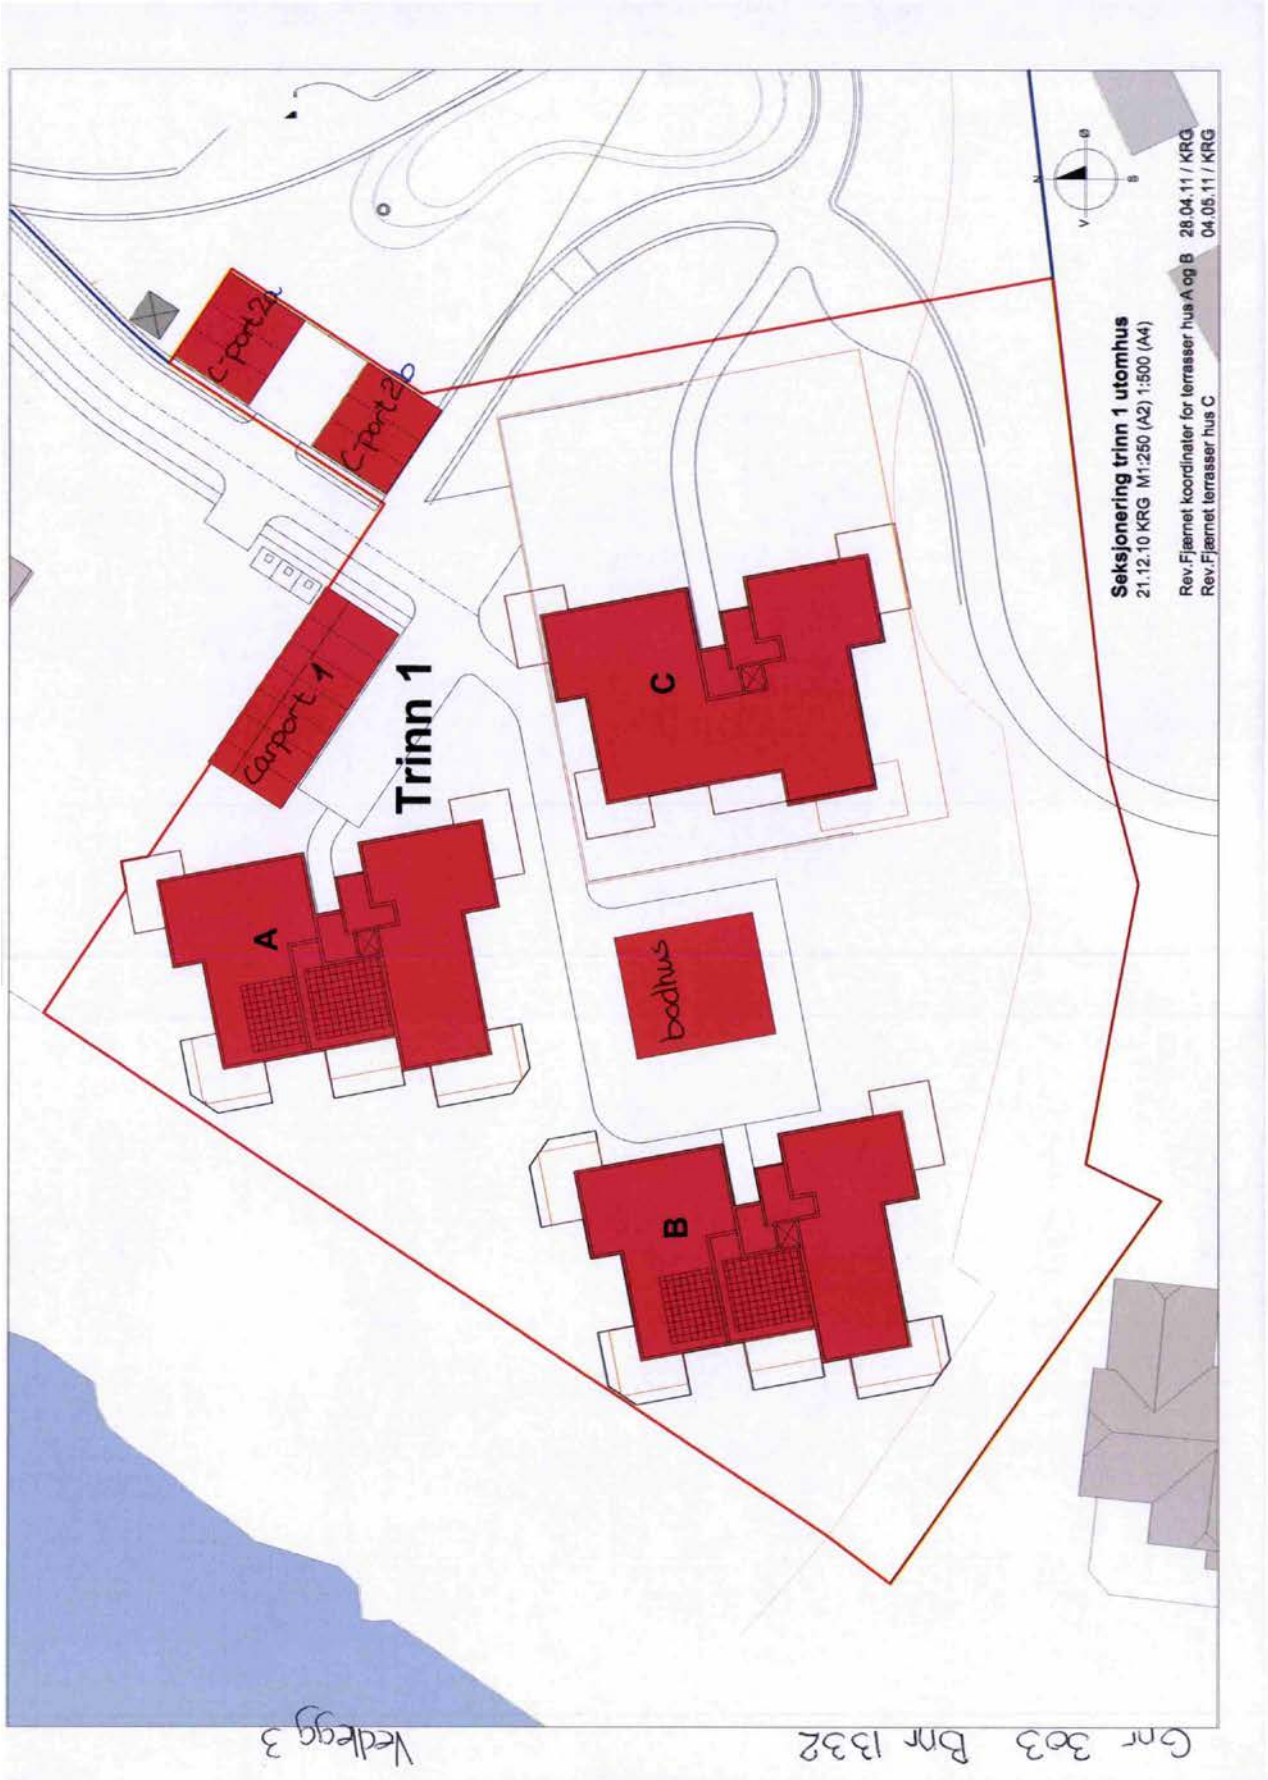 Vedlegg 3
Gnr 303 Bnr 1332
A
Carport 1
C-port 2a
C-port 2b
Trinn 1
B
bodhus
C
N
V
Ø
S
Seksjonering trinn 1 utomhus
21.12.10 KRG M1:250 (A2) 1:500 (A4)
Rev.Fjærnet koordinater for terrasser hus A og B 28.04.11 / KRG
Rev.Fjærnet terrasser hus C 04.05.11 / KRG